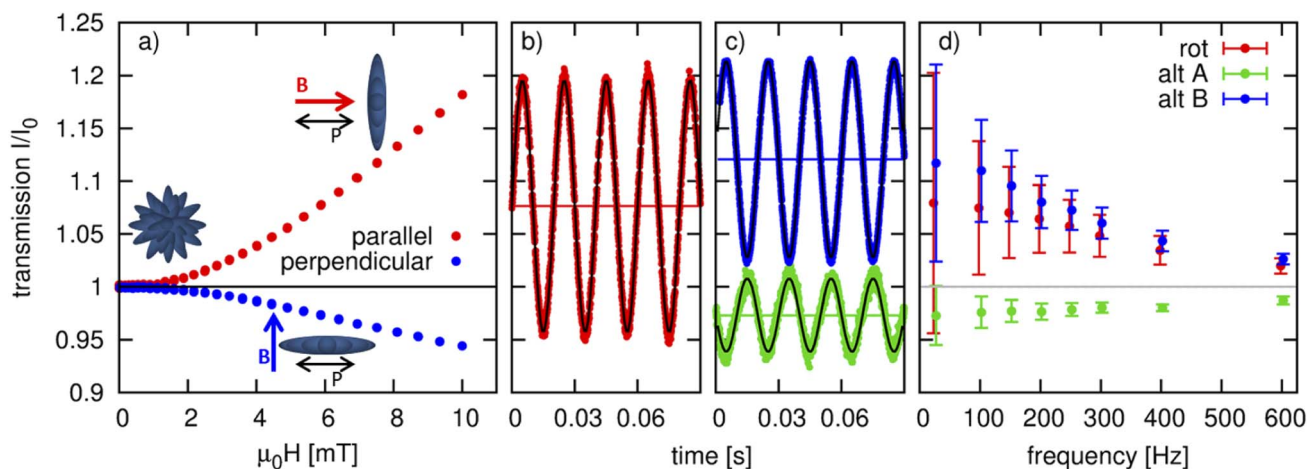 a)
b)
c)
d)
transmission I/I0
1.25
1.2
1.15
1.1
1.05
1
0.95
0.9
B
P
parallel
perpendicular
B
P
rot
alt A
alt B
0 2 4 6 8 10
0 0.03 0.06
0 0.03 0.06
0 100 200 300 400 500 600
μ0H [mT]
time [s]
frequency [Hz]